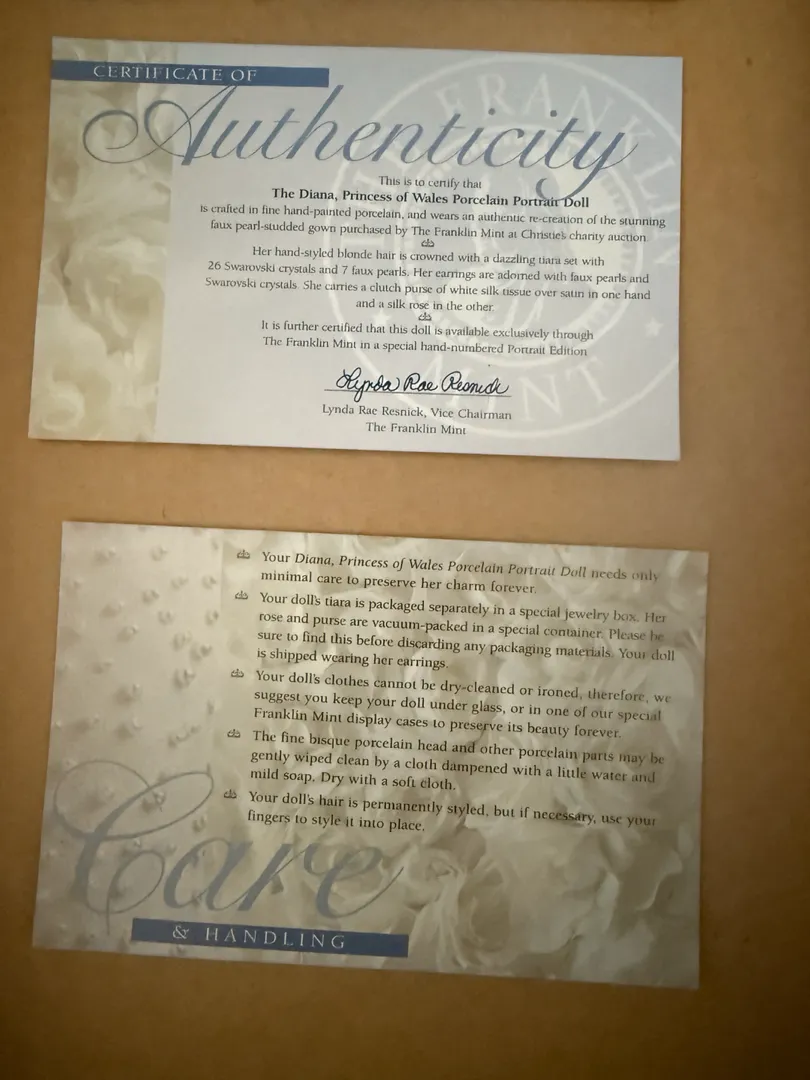 CERTIFICATE OF
Authenticity
FRANKLIN
MINT
This is to certify that
The Diana, Princess of Wales Porcelain Portrait Doll
is crafted in fine hand-painted porcelain, and wears an authentic re-creation of the stunning
faux pearl-studded gown purchased by The Franklin Mint at Christie's charity auction
Her hand-styled blonde hair is crowned with a dazzling tiara set with
26 Swarovski crystals and 7 faux pearls. Her earrings are adorned with faux pearls and
Swarovski crystals. She carries a clutch purse of white silk tissue over satin in one hand
and a silk rose in the other
It is further certified that this doll is available exclusively through
The Franklin Mint in a special hand-numbered Portrait Edition
Lynda Rae Resnick
Lynda Rae Resnick, Vice Chairman
The Franklin Mint
Your Diana, Princess of Wales Porcelain Portrait Doll needs only
minimal care to preserve her charm forever.
Your doll's tiara is packaged separately in a special jewelry box. Her
rose and purse are vacuum-packed in a special container. Please be
sure to find this before discarding any packaging materials. Your doll
is shipped wearing her earrings.
Your doll's clothes cannot be dry-cleaned or ironed, therefore, we
suggest you keep your doll under glass, or in one of our special
Franklin Mint display cases to preserve its beauty forever.
The fine bisque porcelain head and other porcelain parts may be
gently wiped clean by a cloth dampened with a little water and
mild soap. Dry with a soft cloth.
Your doll's hair is permanently styled, but if necessary, use your
fingers to style it into place.
Care
& HANDLING